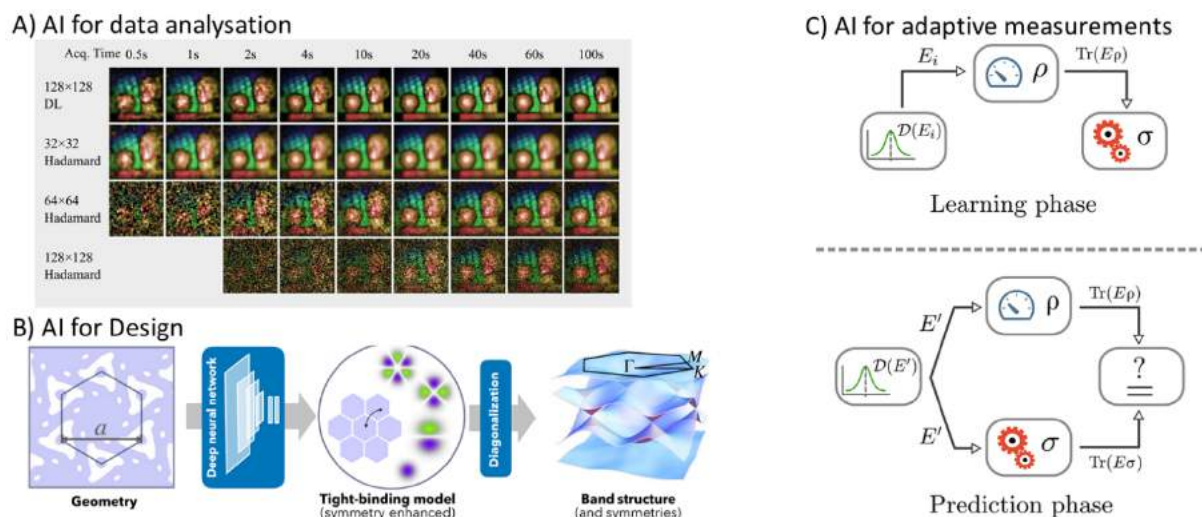 A) AI for data analysation
Acq. Time 0.5s 1s 2s 4s 10s 20s 40s 60s 100s
128×128
DL
32×32
Hadamard
64×64
Hadamard
128×128
Hadamard
B) AI for Design
a
Geometry
Deep neural network
Tight-binding model
(symmetry enhanced)
Diagonalization
Γ
M
K
Band structure
(and symmetries)
C) AI for adaptive measurements
E_i
Tr(Eρ)
ρ
D(E_i)
σ
Learning phase
E′
ρ
Tr(Eρ)
D(E′)
?
=
E′
σ
Tr(Eσ)
Prediction phase